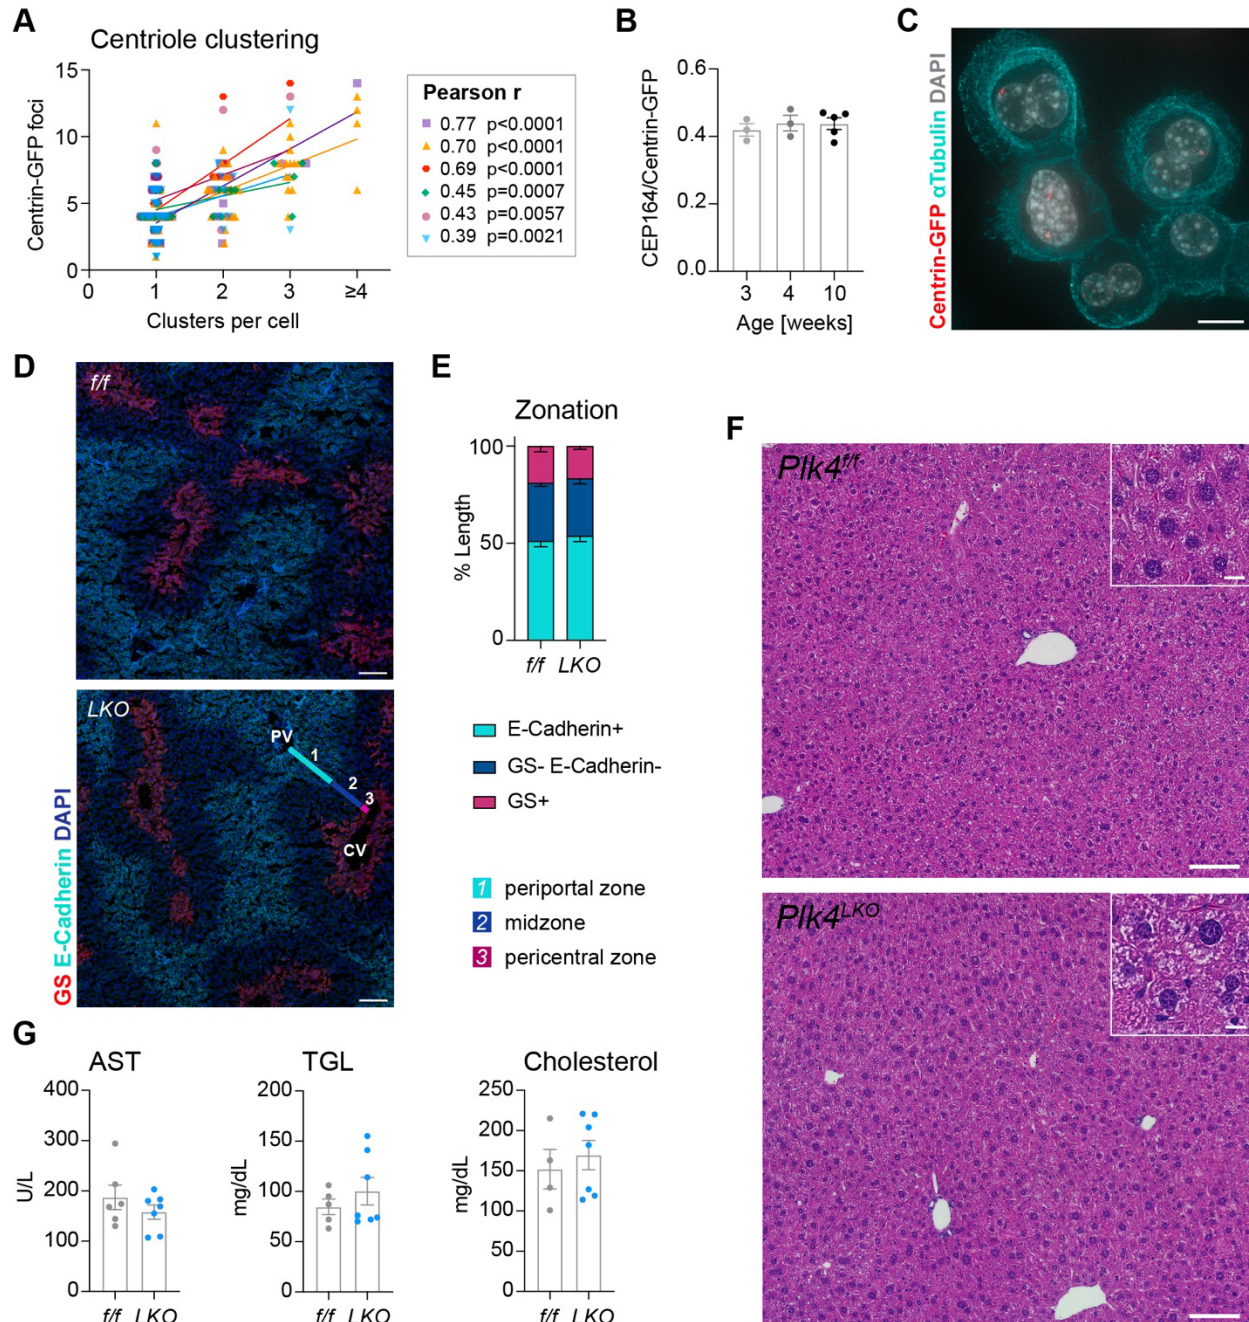 A
Centriole clustering
Centrin-GFP foci
15
10
5
0
0 1 2 3 ≥4
Clusters per cell
Pearson r
0.77 p<0.0001
0.70 p<0.0001
0.69 p<0.0001
0.45 p=0.0007
0.43 p=0.0057
0.39 p=0.0021
B
CEP164/Centrin-GFP
0.6
0.4
0.2
0.0
3 4 10
Age [weeks]
C
Centrin-GFP αTubulin DAPI
D
f/f
LKO
PV
1
2
3
CV
GS E-Cadherin DAPI
E
Zonation
% Length
100
50
0
f/f LKO
E-Cadherin+
GS- E-Cadherin-
GS+
1 periportal zone
2 midzone
3 pericentral zone
F
Plk4f/f
Plk4LKO
G
AST
U/L
400
300
200
100
0
f/f LKO
TGL
mg/dL
200
150
100
50
0
f/f LKO
Cholesterol
mg/dL
250
200
150
100
50
0
f/f LKO